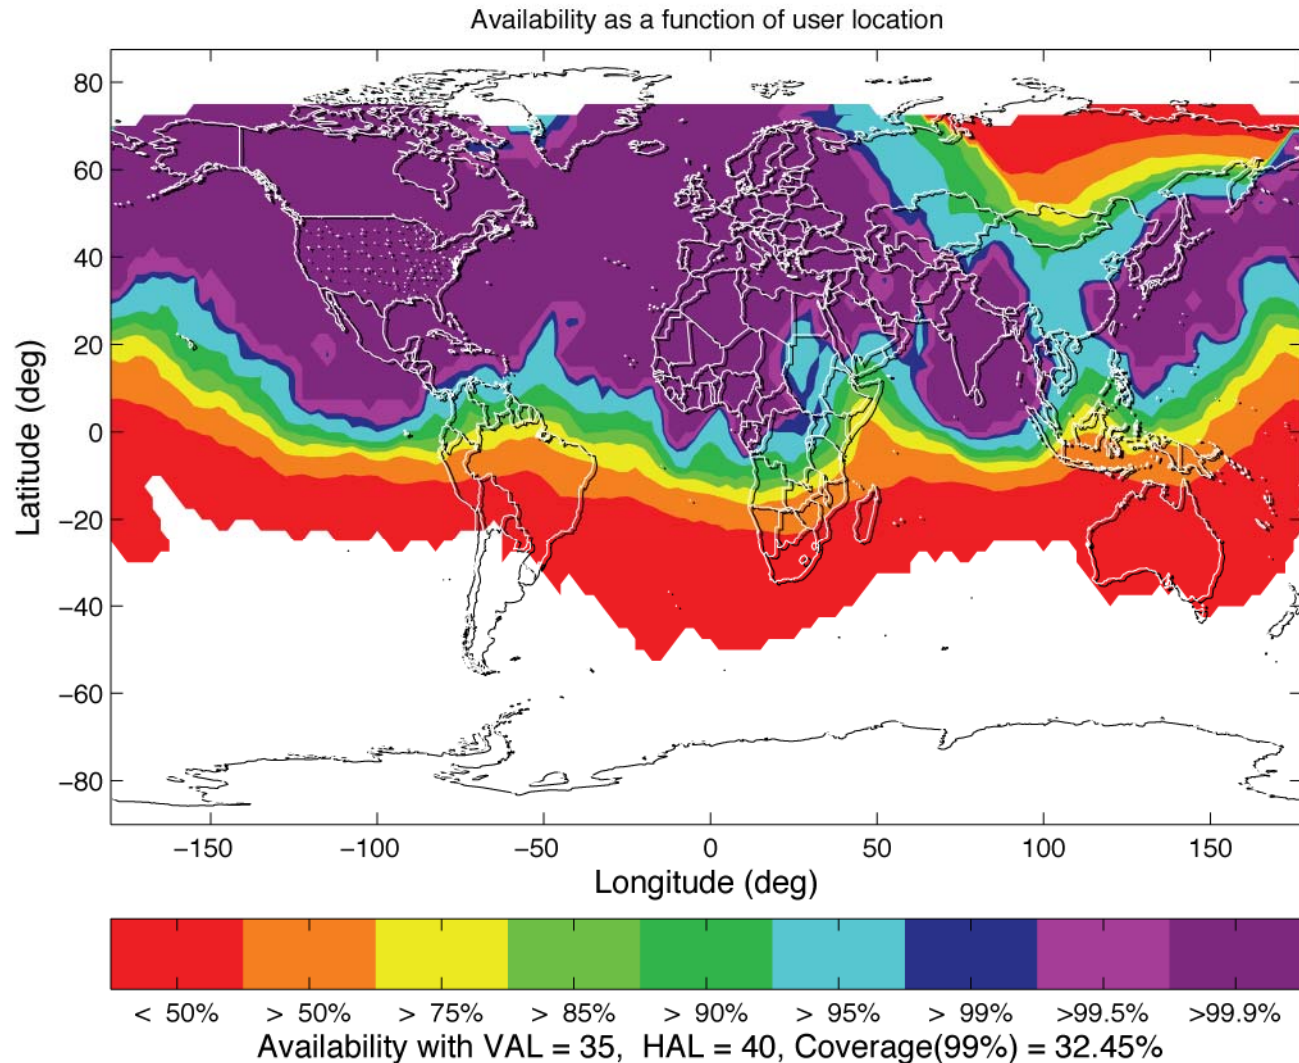 Availability as a function of user location
80
60
40
20
0
−20
−40
−60
−80
Latitude (deg)
−150 −100 −50 0 50 100 150
Longitude (deg)
< 50% > 50% > 75% > 85% > 90% > 95% > 99% >99.5% >99.9%
Availability with VAL = 35, HAL = 40, Coverage(99%) = 32.45%